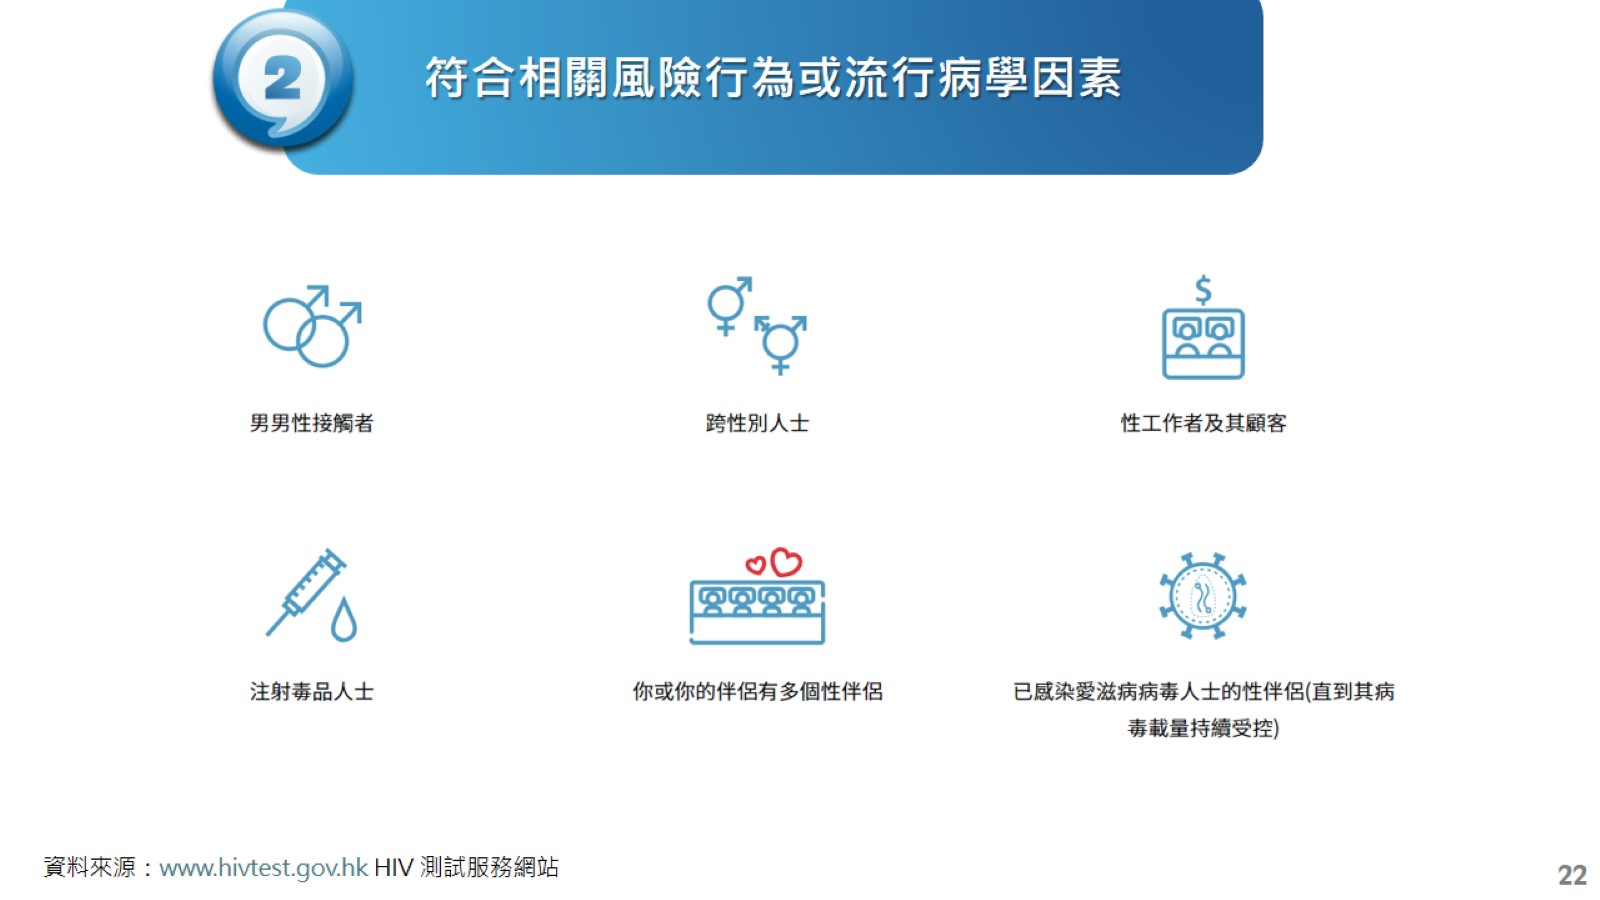 2
符合相關風險行為或流行病學因素
$
男男性接觸者
跨性別人士
性工作者及其顧客
注射毒品人士
你或你的伴侶有多個性伴侶
已感染愛滋病病毒人士的性伴侶(直到其病
毒載量持續受控)
資料來源：www.hivtest.gov.hk HIV 測試服務網站
22